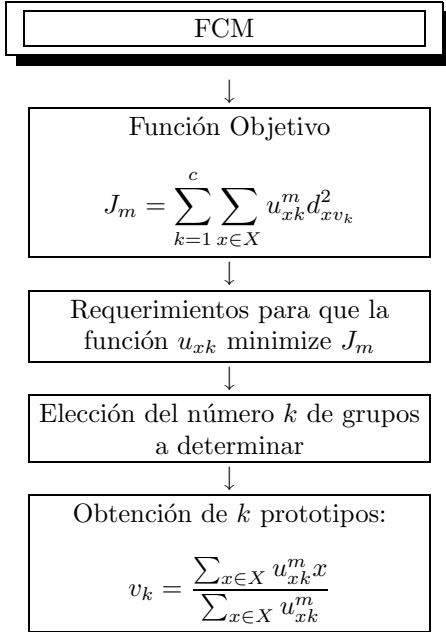 FCM
↓
Función Objetivo
$J_m = \sum_{k=1}^{c} \sum_{x \in X} u_{xk}^m d_{xv_k}^2$
↓
Requerimientos para que la
función $u_{xk}$ minimize $J_m$
↓
Elección del número $k$ de grupos
a determinar
↓
Obtención de $k$ prototipos:
$v_k = \frac{\sum_{x \in X} u_{xk}^m x}{\sum_{x \in X} u_{xk}^m}$